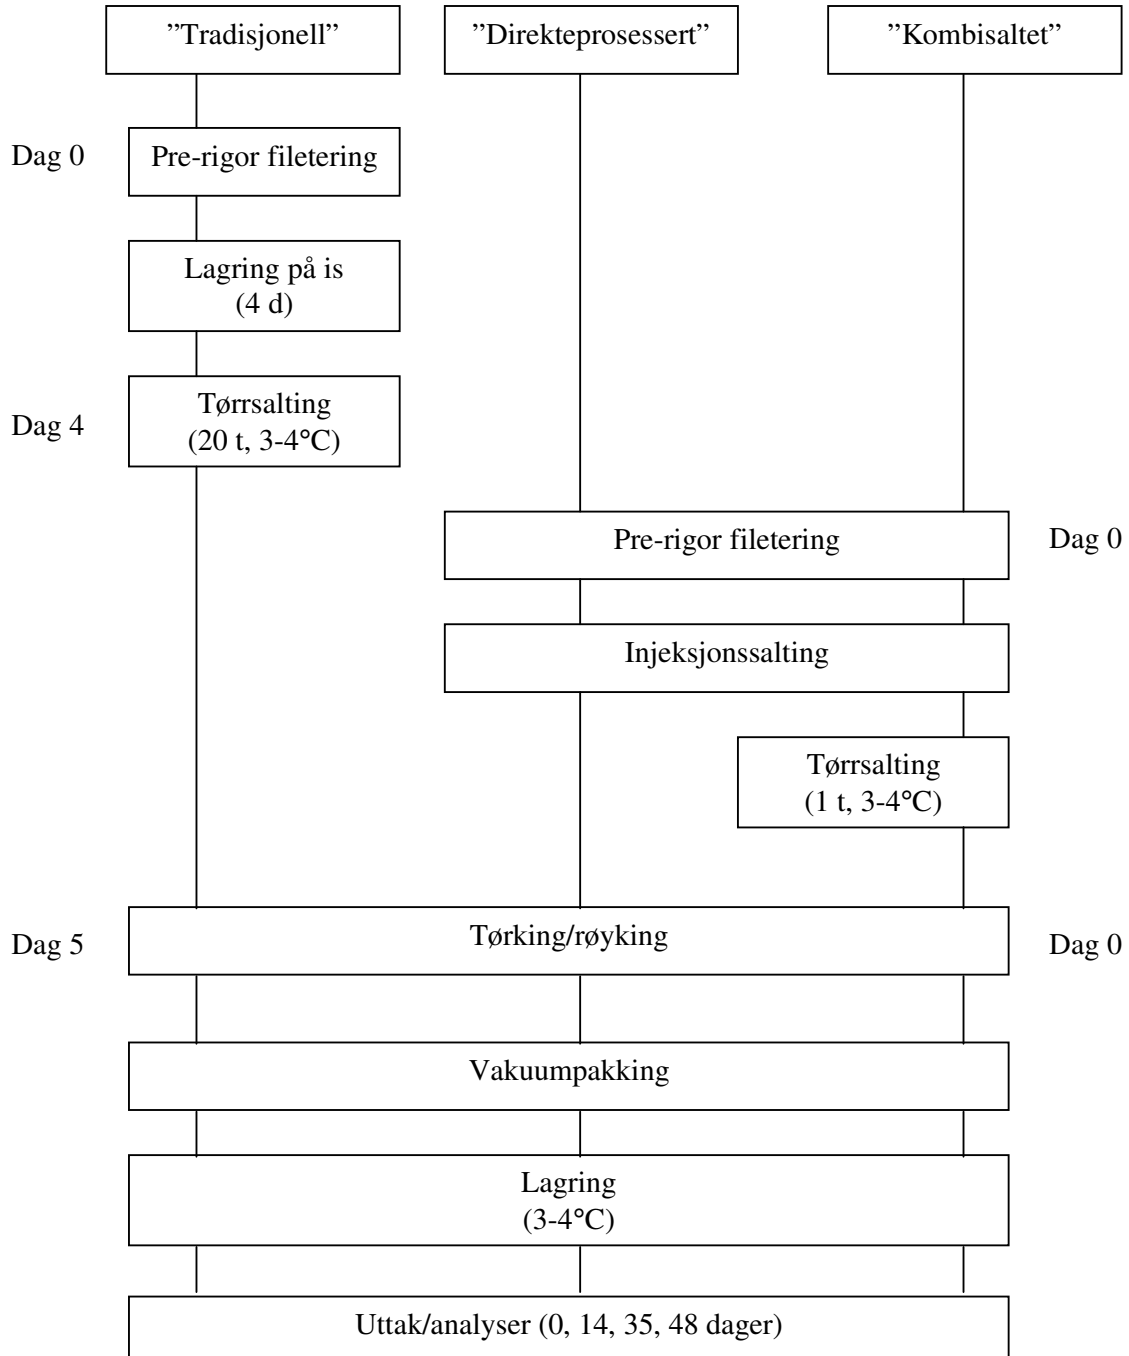 ”Tradisjonell”
”Direkteprosessert”
”Kombisaltet”
Dag 0
Pre-rigor filetering
Lagring på is
(4 d)
Dag 4
Tørrsalting
(20 t, 3-4°C)
Pre-rigor filetering
Dag 0
Injeksjonssalting
Tørrsalting
(1 t, 3-4°C)
Dag 5
Tørking/røyking
Dag 0
Vakuumpakking
Lagring
(3-4°C)
Uttak/analyser (0, 14, 35, 48 dager)